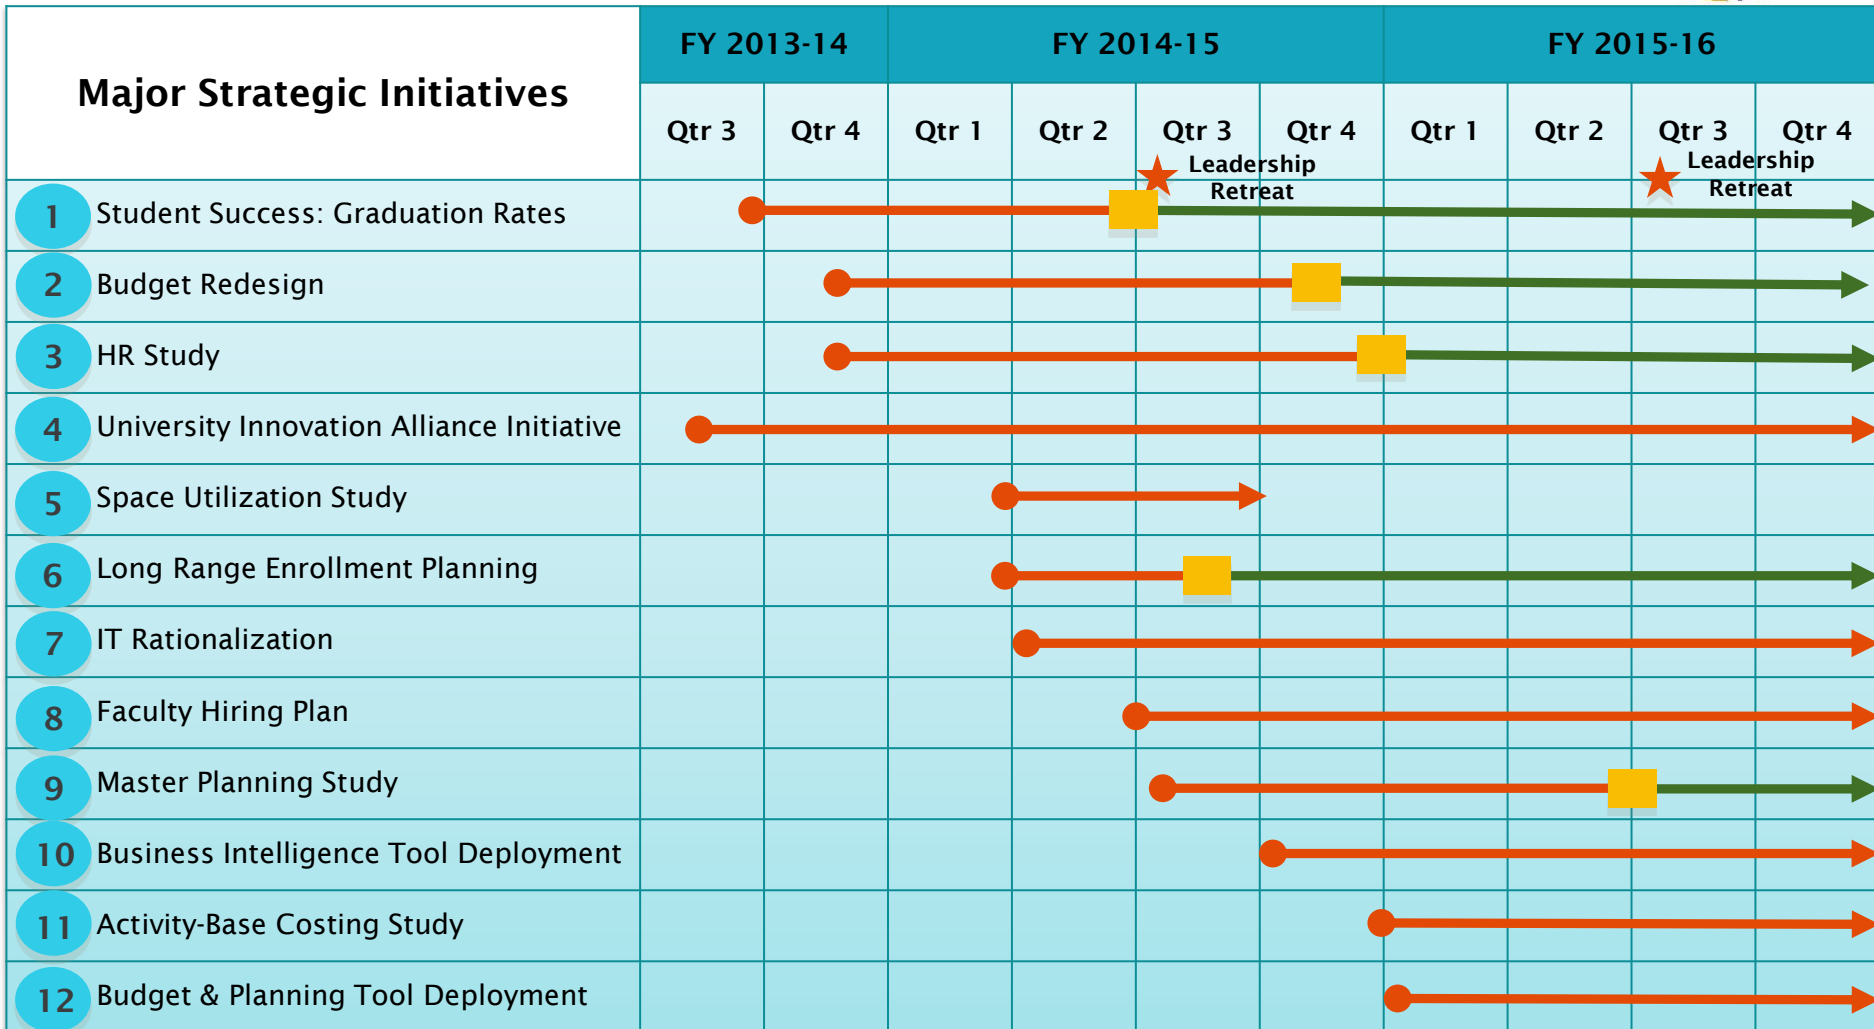 Major Strategic Initiatives
FY 2013-14
FY 2014-15
FY 2015-16
Qtr 3
Qtr 4
Qtr 1
Qtr 2
Qtr 3
Qtr 4
Qtr 1
Qtr 2
Qtr 3
Qtr 4
Leadership
Retreat
Leadership
Retreat
1 Student Success: Graduation Rates
2 Budget Redesign
3 HR Study
4 University Innovation Alliance Initiative
5 Space Utilization Study
6 Long Range Enrollment Planning
7 IT Rationalization
8 Faculty Hiring Plan
9 Master Planning Study
10 Business Intelligence Tool Deployment
11 Activity-Base Costing Study
12 Budget & Planning Tool Deployment